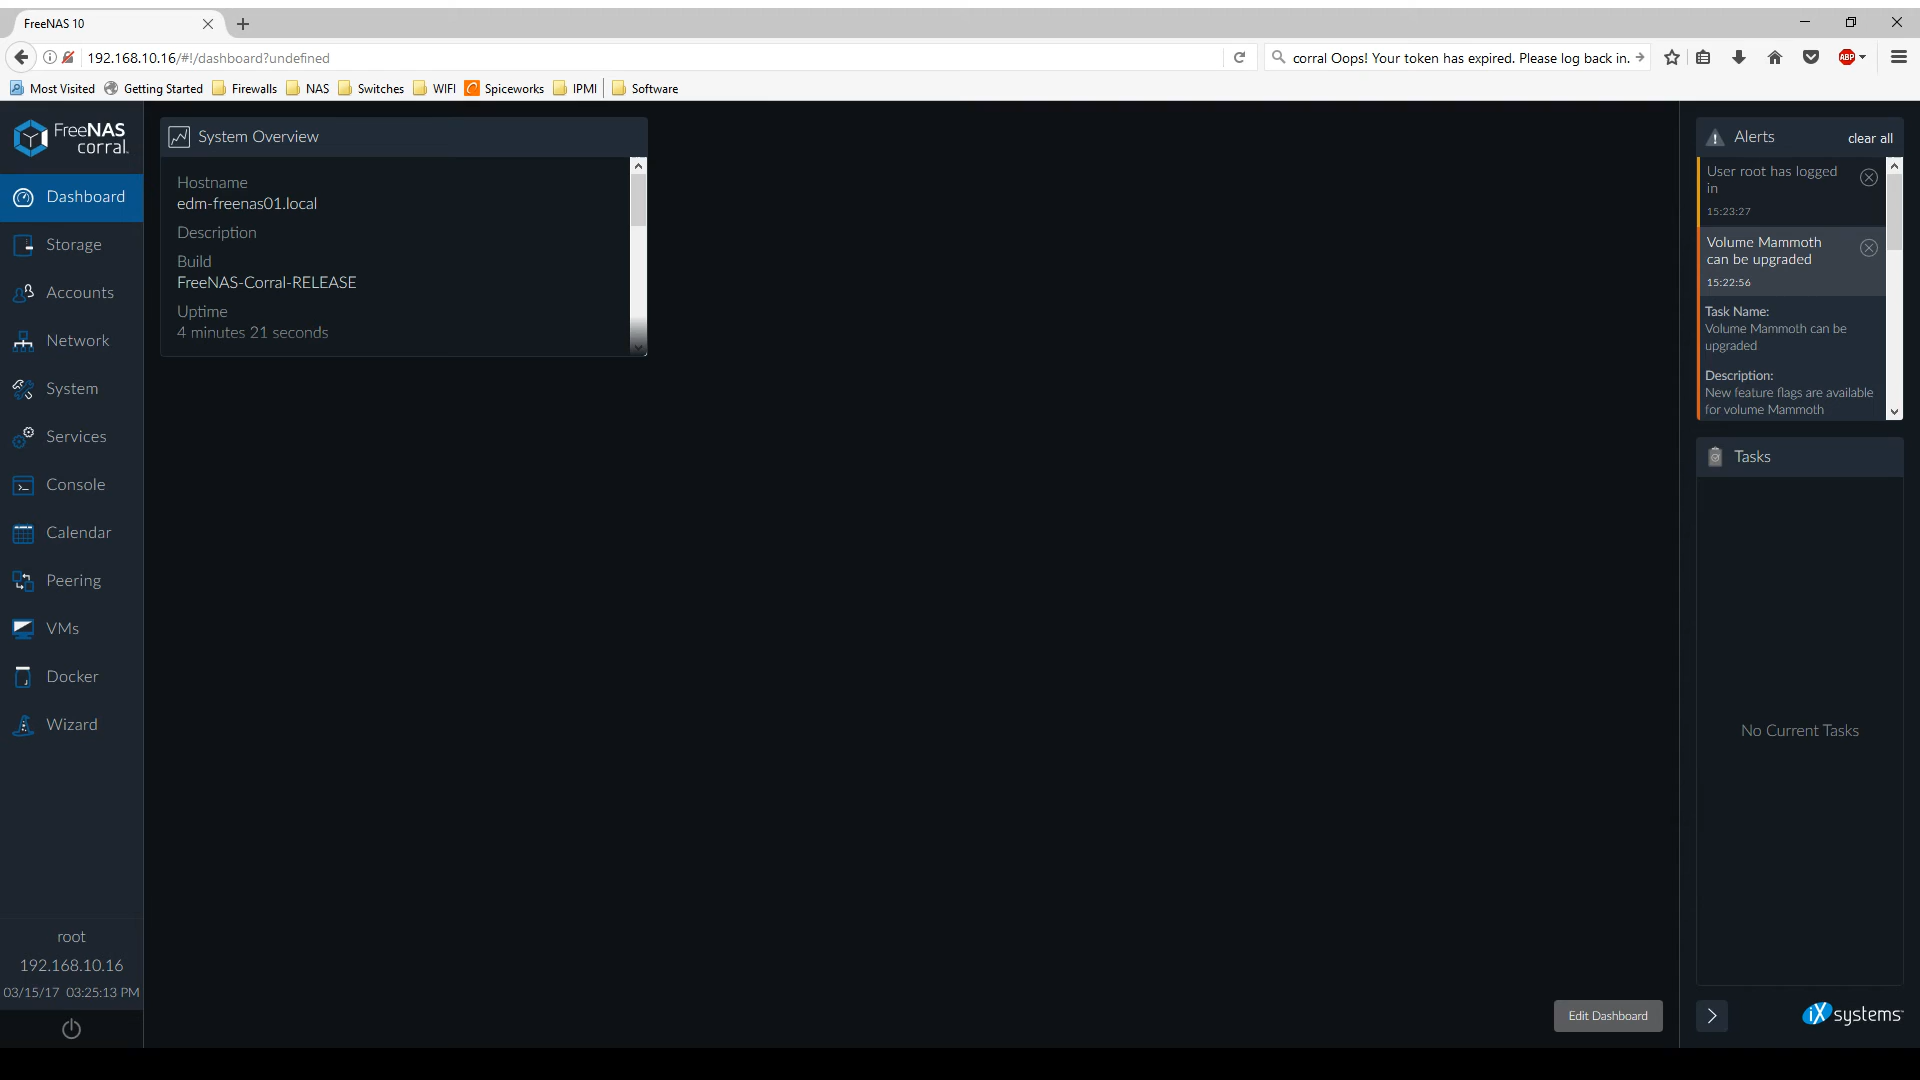 FreeNAS 10
192.168.10.16/#!/dashboard?undefined
corral Oops! Your token has expired. Please log back in.
ABP
Most Visited
Getting Started
Firewalls
NAS
Switches
WIFI
Spiceworks
IPMI
Software
FreeNAS
corral
Dashboard
Storage
Accounts
Network
System
Services
Console
Calendar
Peering
VMs
Docker
Wizard
root
192.168.10.16
03/15/17 03:25:13 PM
System Overview
Hostname
edm-freenas01.local
Description
Build
FreeNAS-Corral-RELEASE
Uptime
4 minutes 21 seconds
Edit Dashboard
Alerts
clear all
User root has logged
in
15:23:27
Volume Mammoth
can be upgraded
15:22:56
Task Name:
Volume Mammoth can be
upgraded
Description:
New feature flags are available
for volume Mammoth
Tasks
No Current Tasks
iXsystems